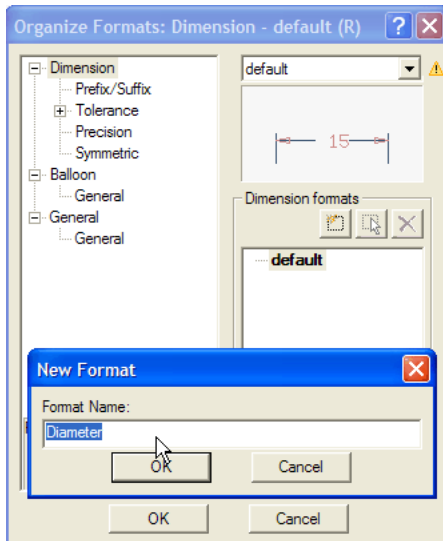 Organize Formats: Dimension - default (R)
Dimension
Prefix/Suffix
Tolerance
Precision
Symmetric
Balloon
General
General
General
default
15
Dimension formats
default
New Format
Format Name:
Diameter
OK
Cancel
OK
Cancel